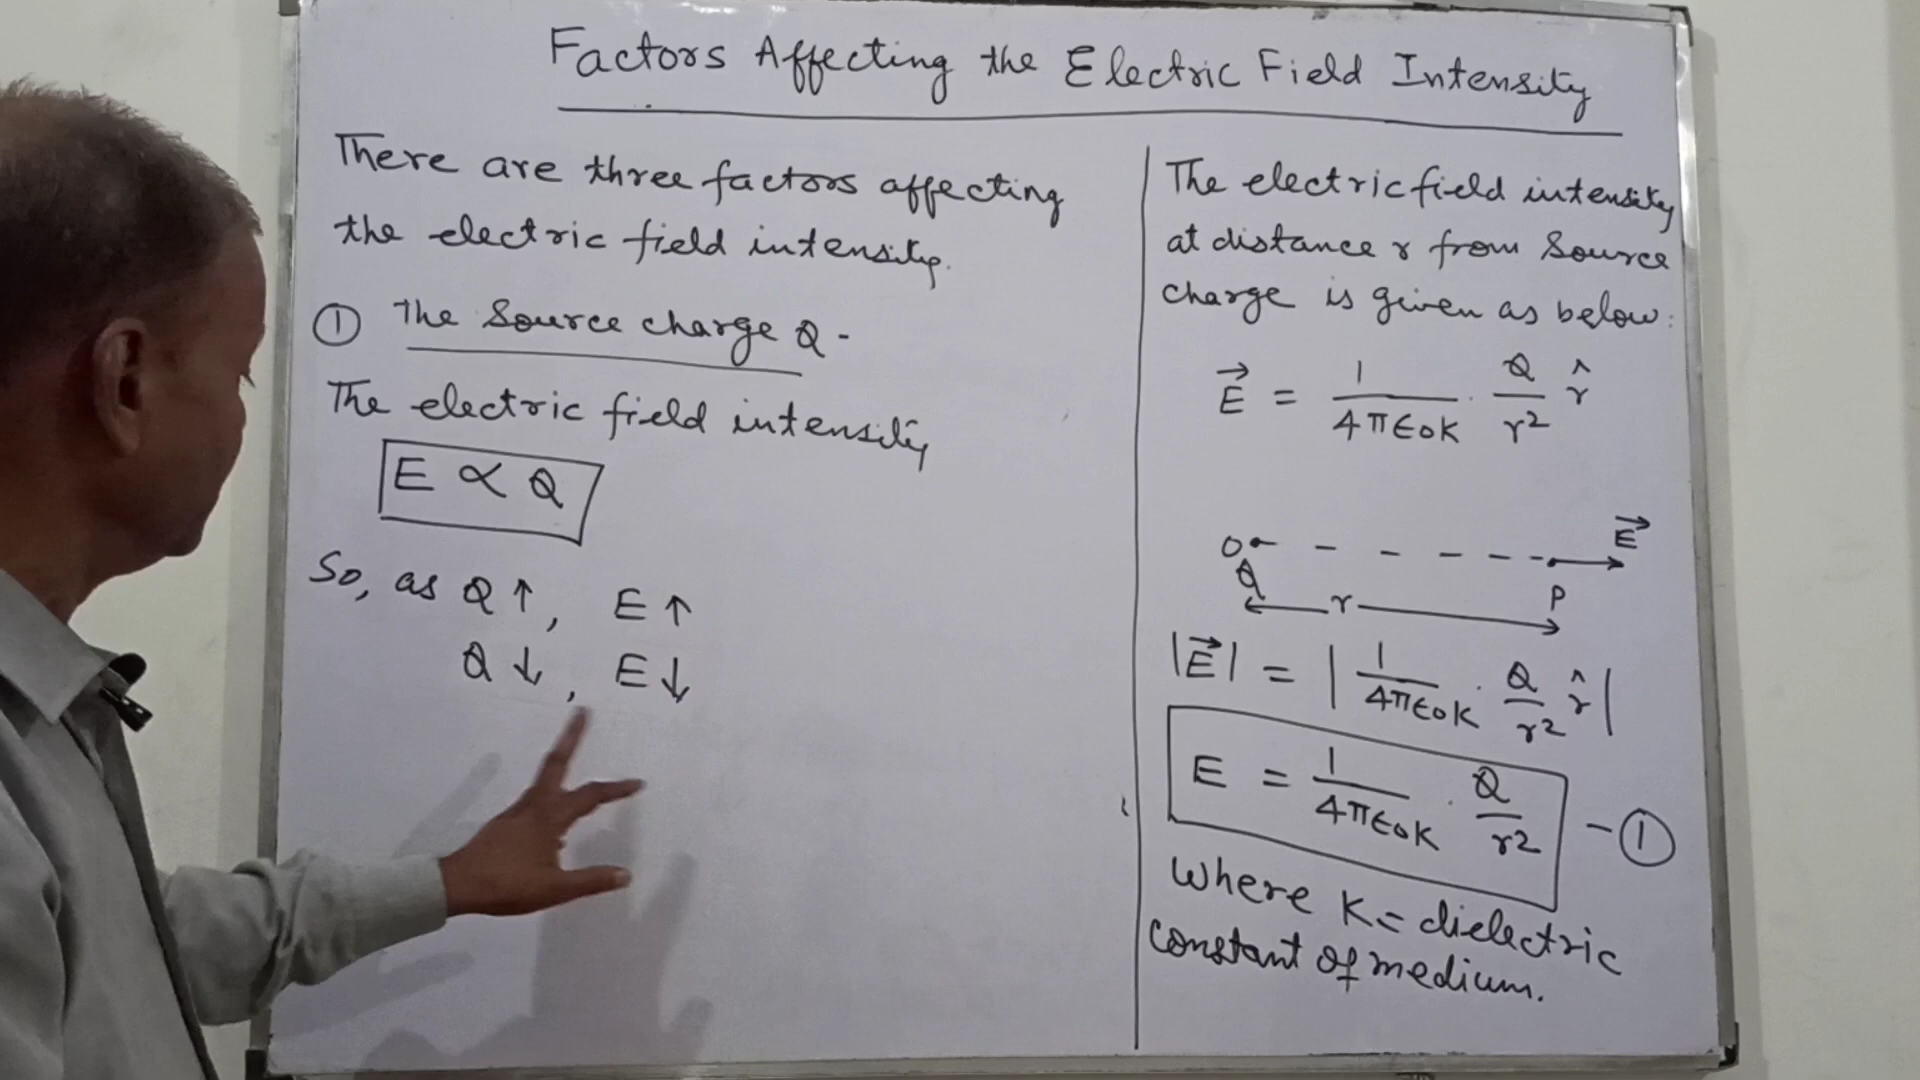 Factors Affecting the Electric Field Intensity
There are three factors affecting
the electric field intensity.
① The Source charge Q -
The electric field intensity
E ∝ Q
So, as Q ↑, E ↑
Q ↓, E ↓
The electric field intensity
at distance r from Source
charge is given as below:
E⃗ = 1/4πϵ0K · Q/r² r̂
O Q P E⃗
r
|E⃗| = |1/4πϵ0K · Q/r² r̂|
E = 1/4πϵ0K · Q/r² - ①
Where K = dielectric
constant of medium.